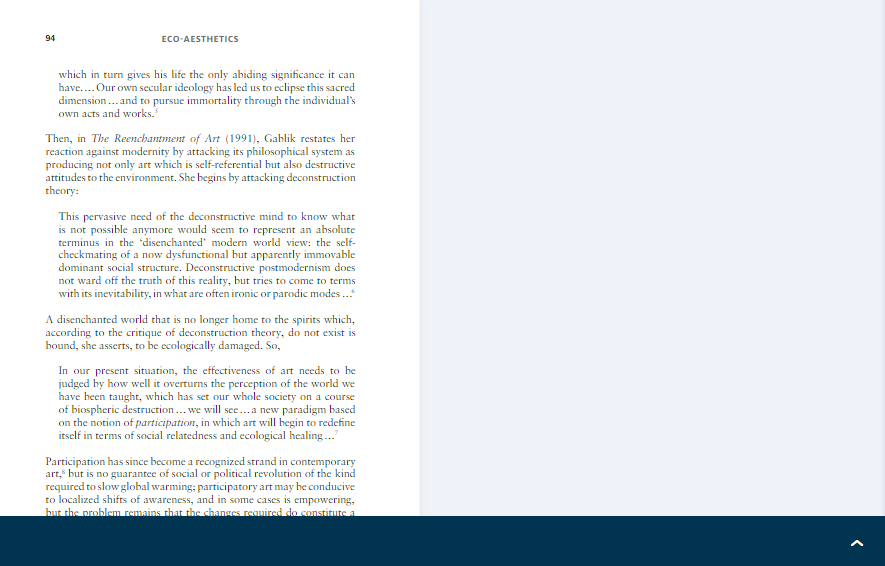 94
ECO-AESTHETICS
which in turn gives his life the only abiding significance it can
have.… Our own secular ideology has led us to eclipse this sacred
dimension … and to pursue immortality through the individual’s
own acts and works.5
Then, in The Reenchantment of Art (1991), Gablik restates her
reaction against modernity by attacking its philosophical system as
producing not only art which is self-referential but also destructive
attitudes to the environment. She begins by attacking deconstruction
theory:
This pervasive need of the deconstructive mind to know what
is not possible anymore would seem to represent an absolute
terminus in the ‘disenchanted’ modern world view: the self-
checkmating of a now dysfunctional but apparently immovable
dominant social structure. Deconstructive postmodernism does
not ward off the truth of this reality, but tries to come to terms
with its inevitability, in what are often ironic or parodic modes …6
A disenchanted world that is no longer home to the spirits which,
according to the critique of deconstruction theory, do not exist is
bound, she asserts, to be ecologically damaged. So,
In our present situation, the effectiveness of art needs to be
judged by how well it overturns the perception of the world we
have been taught, which has set our whole society on a course
of biospheric destruction … we will see … a new paradigm based
on the notion of participation, in which art will begin to redefine
itself in terms of social relatedness and ecological healing …7
Participation has since become a recognized strand in contemporary
art,8 but is no guarantee of social or political revolution of the kind
required to slow global warming; participatory art may be conducive
to localized shifts of awareness, and in some cases is empowering,
but the problem remains that the changes required do constitute a